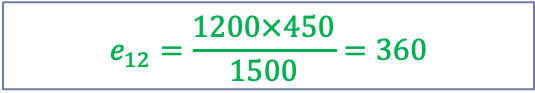 e₁₂ = 1200×450 / 1500 = 360